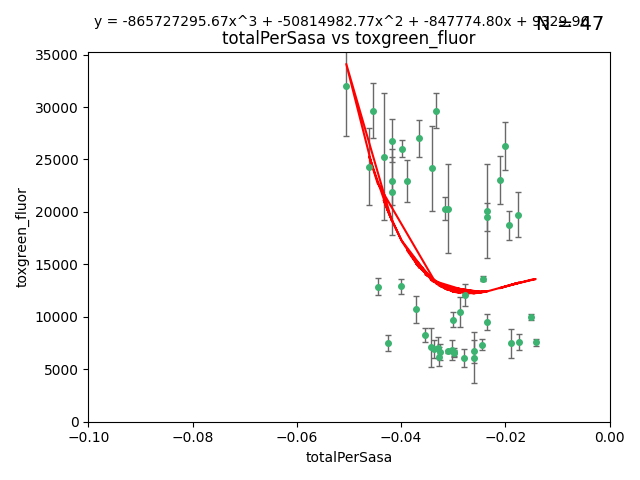 y = -865727295.67x^3 + -50814982.77x^2 + -847774.80x + 9329.96
N = 47
totalPerSasa vs toxgreen_fluor
35000
30000
25000
20000
15000
10000
5000
0
toxgreen_fluor
−0.10 −0.08 −0.06 −0.04 −0.02 0.00
totalPerSasa